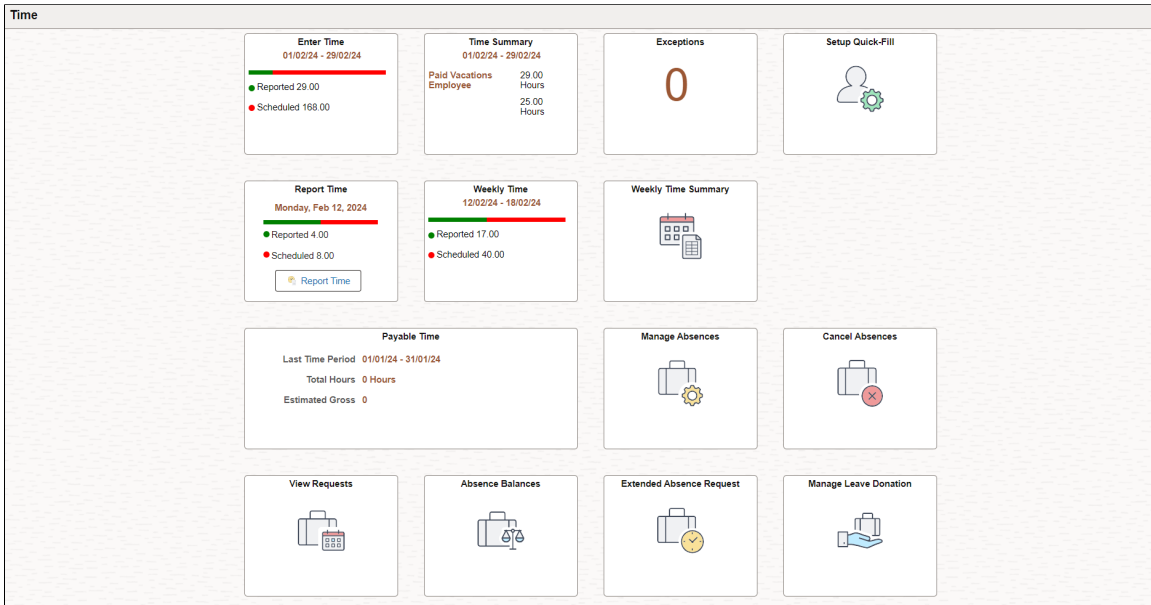 Time
Enter Time
01/02/24 - 29/02/24
Reported 29.00
Scheduled 168.00
Time Summary
01/02/24 - 29/02/24
Paid Vacations 29.00
Employee Hours
25.00
Hours
Exceptions
0
Setup Quick-Fill
Report Time
Monday, Feb 12, 2024
Reported 4.00
Scheduled 8.00
Report Time
Weekly Time
12/02/24 - 18/02/24
Reported 17.00
Scheduled 40.00
Weekly Time Summary
Payable Time
Last Time Period 01/01/24 - 31/01/24
Total Hours 0 Hours
Estimated Gross 0
Manage Absences
Cancel Absences
View Requests
Absence Balances
Extended Absence Request
Manage Leave Donation